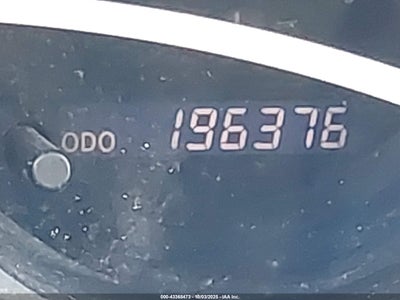 ODO 196376
000-43368473 - 10/03/2025 - IAA Inc.